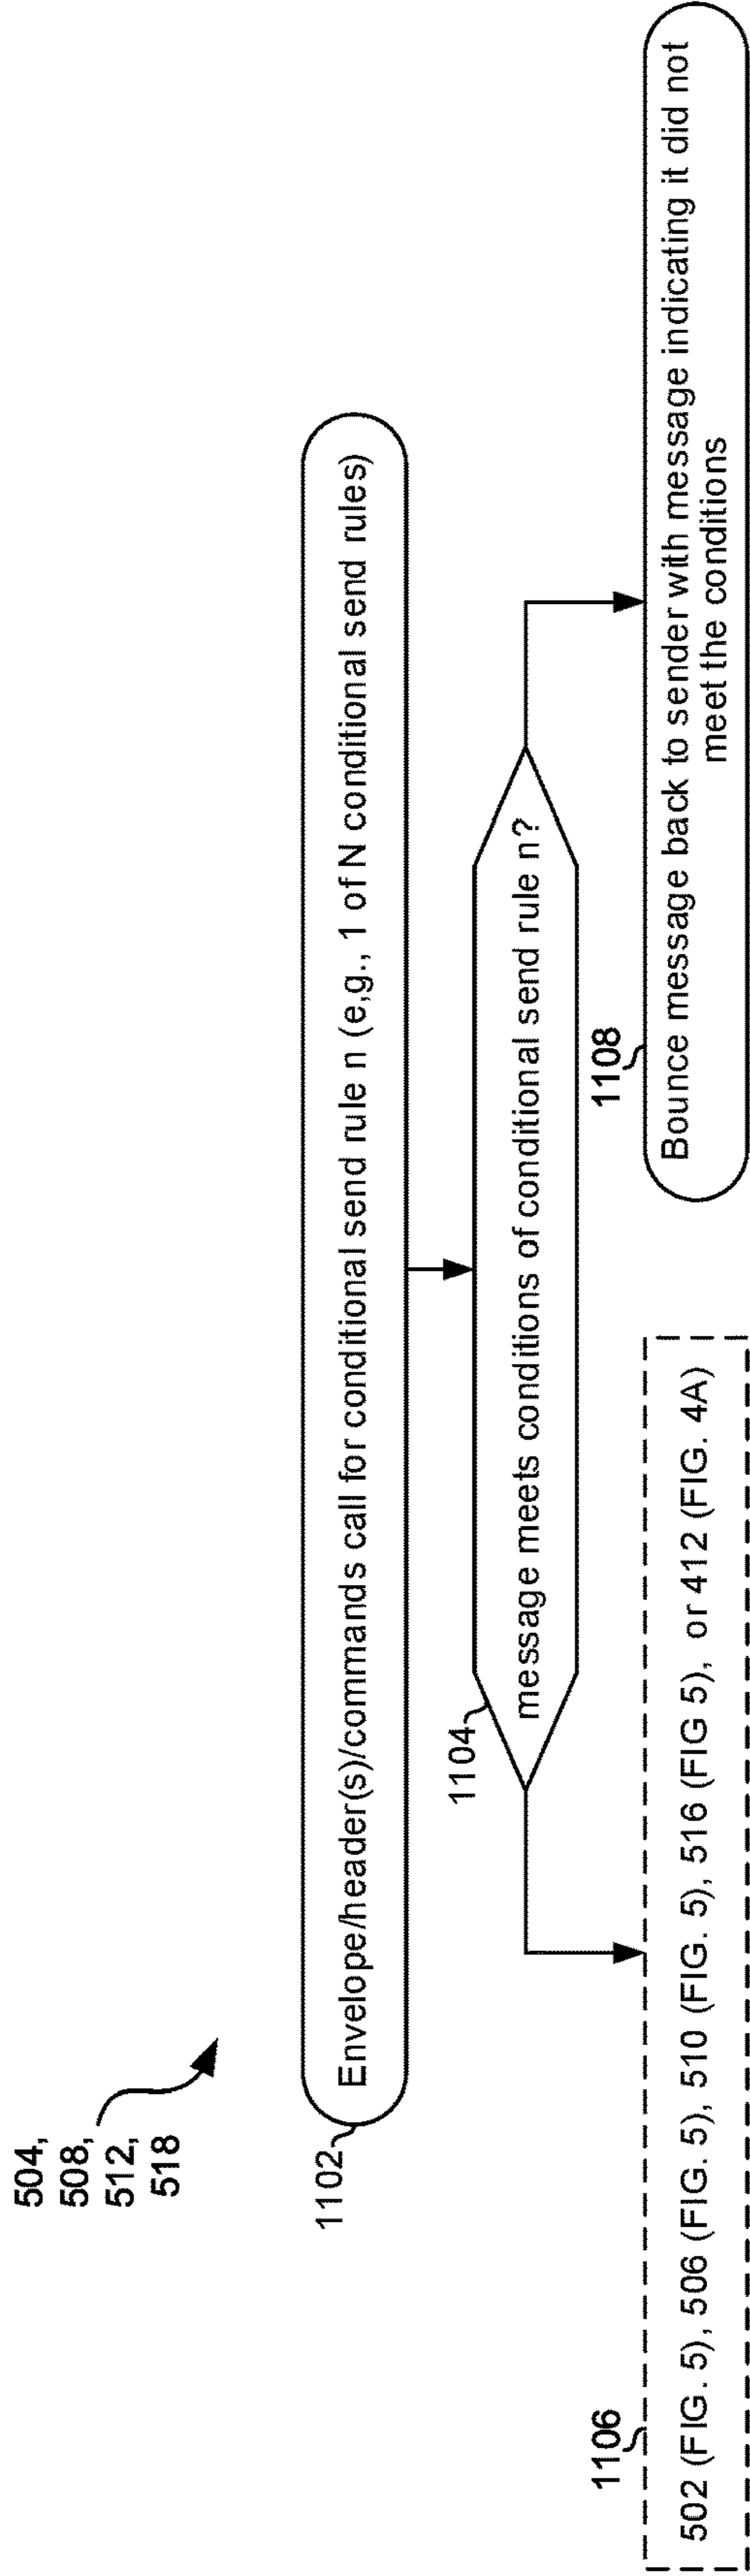 504,
508,
512,
518
1102
Envelope/header(s)/commands call for conditional send rule n (e,g., 1 of N conditional send rules)
1104
message meets conditions of conditional send rule n?
1106
502 (FIG. 5), 506 (FIG. 5), 510 (FIG. 5), 516 (FIG 5), or 412 (FIG. 4A)
1108
Bounce message back to sender with message indicating it did not
meet the conditions